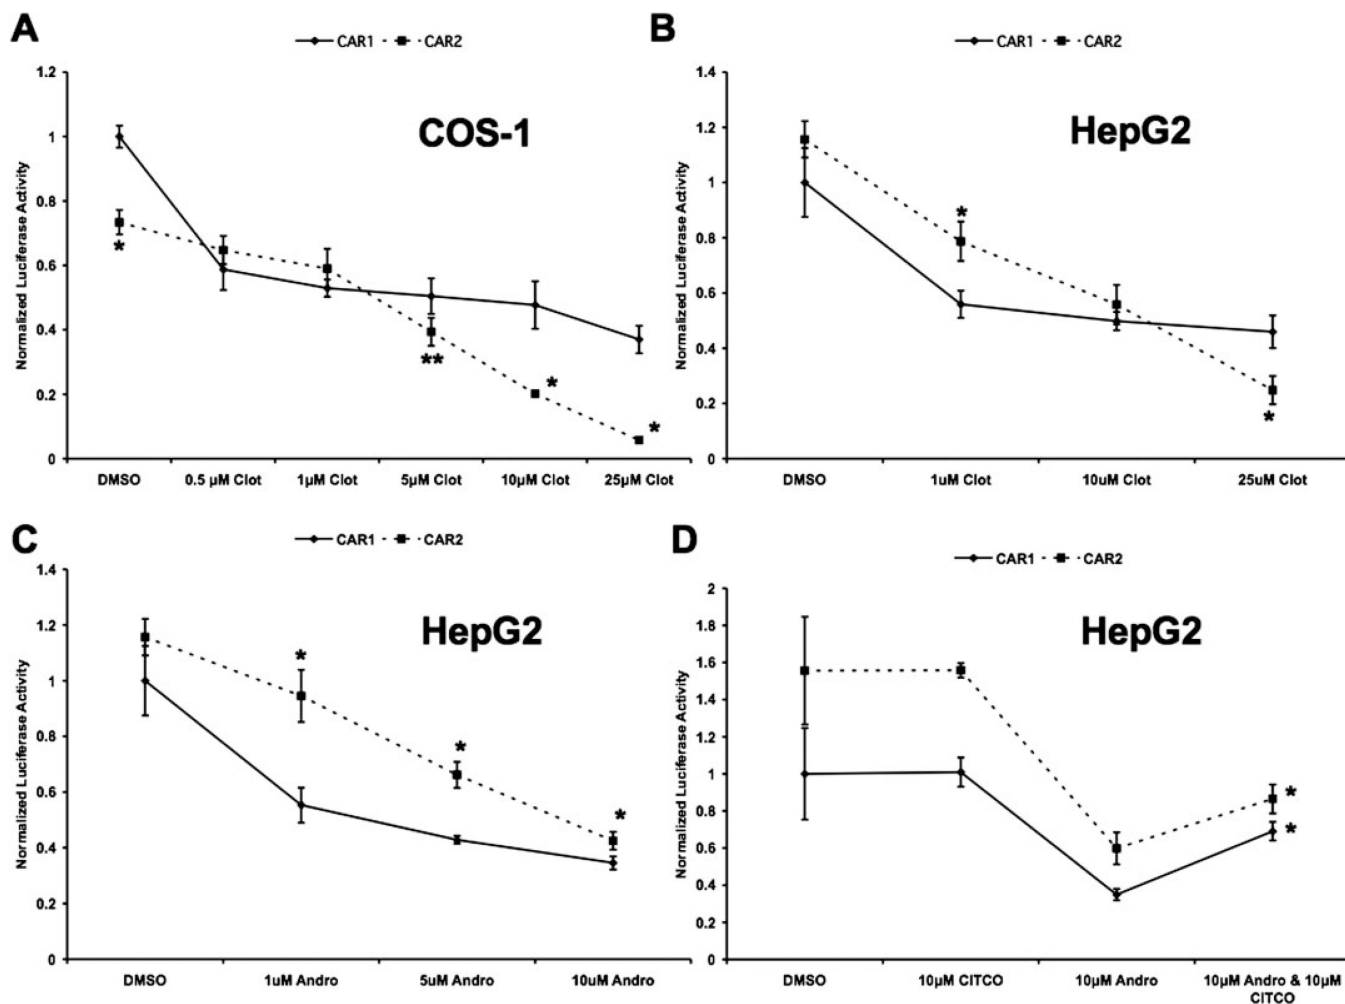 A
CAR1 CAR2
COS-1
Normalized Luciferase Activity
1.2
1
0.8
0.6
0.4
0.2
0
*
**
*
*
DMSO 0.5 µM Clot 1µM Clot 5µM Clot 10µM Clot 25µM Clot
B
CAR1 CAR2
HepG2
Normalized Luciferase Activity
1.4
1.2
1
0.8
0.6
0.4
0.2
0
*
*
DMSO 1uM Clot 10uM Clot 25uM Clot
C
CAR1 CAR2
HepG2
Normalized Luciferase Activity
1.4
1.2
1
0.8
0.6
0.4
0.2
0
*
*
*
DMSO 1uM Andro 5uM Andro 10uM Andro
D
CAR1 CAR2
HepG2
Normalized Luciferase Activity
2
1.8
1.6
1.4
1.2
1
0.8
0.6
0.4
0.2
0
*
*
DMSO 10µM CITCO 10µM Andro 10µM Andro & 10µM
CITCO